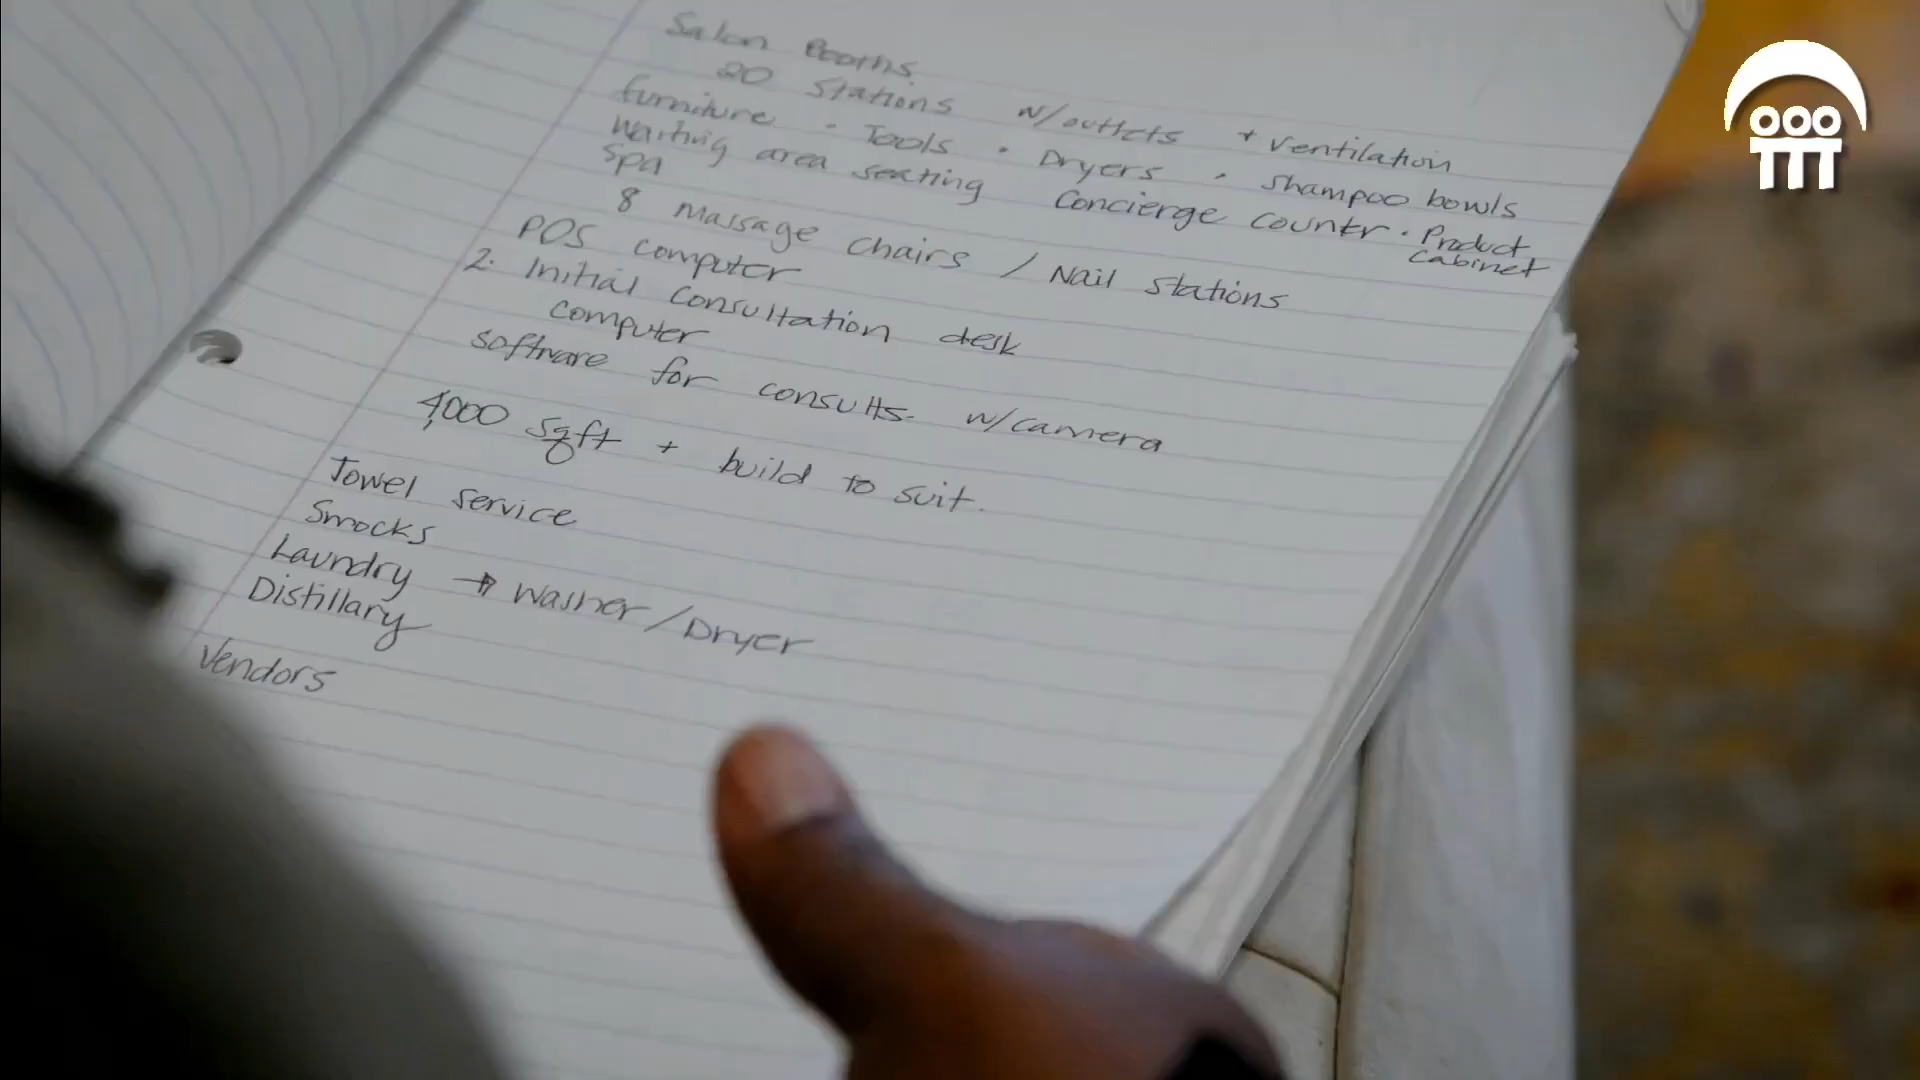 Salon Booths
20 Stations w/outlets + Ventilation
furniture • Tools • Dryers • Shampoo bowls
Waiting area seating Concierge Countr • Product Cabinet
Spa
8 Massage Chairs / Nail Stations
POS Computer
2. Initial Consultation desk
Computer
Software for consults w/camera
4,000 sqft + build to suit.
Towel service
Smocks
Laundry → Washer/Dryer
Distillary
Vendors